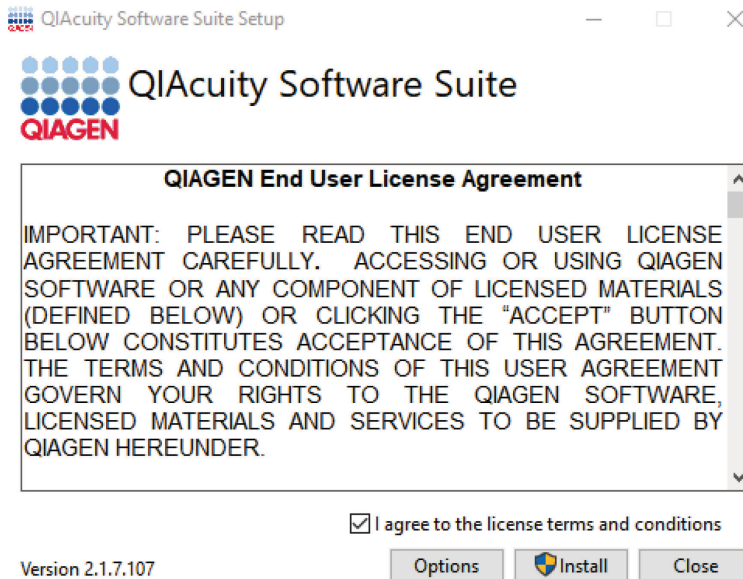 QIAcuity Software Suite Setup
QIAGEN
QIAcuity Software Suite
QIAGEN
QIAGEN End User License Agreement
IMPORTANT: PLEASE READ THIS END USER LICENSE
AGREEMENT CAREFULLY. ACCESSING OR USING QIAGEN
SOFTWARE OR ANY COMPONENT OF LICENSED MATERIALS
(DEFINED BELOW) OR CLICKING THE “ACCEPT” BUTTON
BELOW CONSTITUTES ACCEPTANCE OF THIS AGREEMENT.
THE TERMS AND CONDITIONS OF THIS USER AGREEMENT
GOVERN YOUR RIGHTS TO THE QIAGEN SOFTWARE,
LICENSED MATERIALS AND SERVICES TO BE SUPPLIED BY
QIAGEN HEREUNDER.
I agree to the license terms and conditions
Version 2.1.7.107
Options
Install
Close